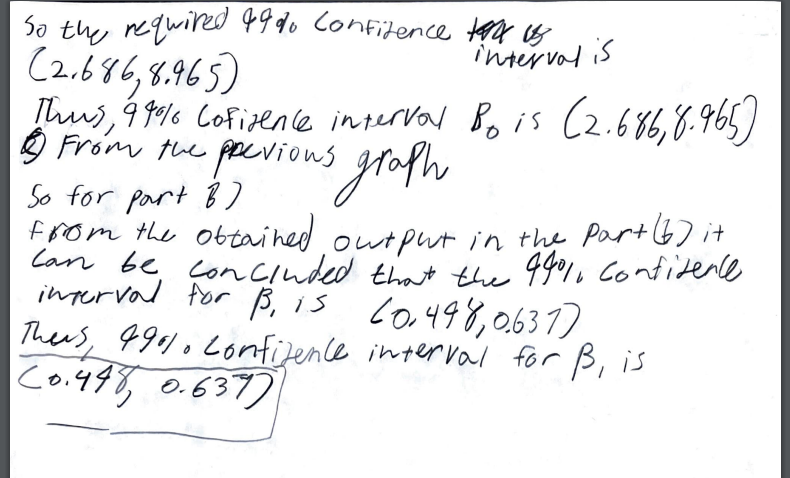 So the required 99% Confidence
interval is
(2.686,8.965)
Thus, 99% Cofidence interval B₀ is (2.686,8.965)
C) From the previous graph
So for part B)
From the obtained output in the Part (b) it
Can be concluded that the 99% Confidence
interval for β₁ is (0.498,0.637)
Thus, 99% Confidence interval for β₁ is
(0.498, 0.637)